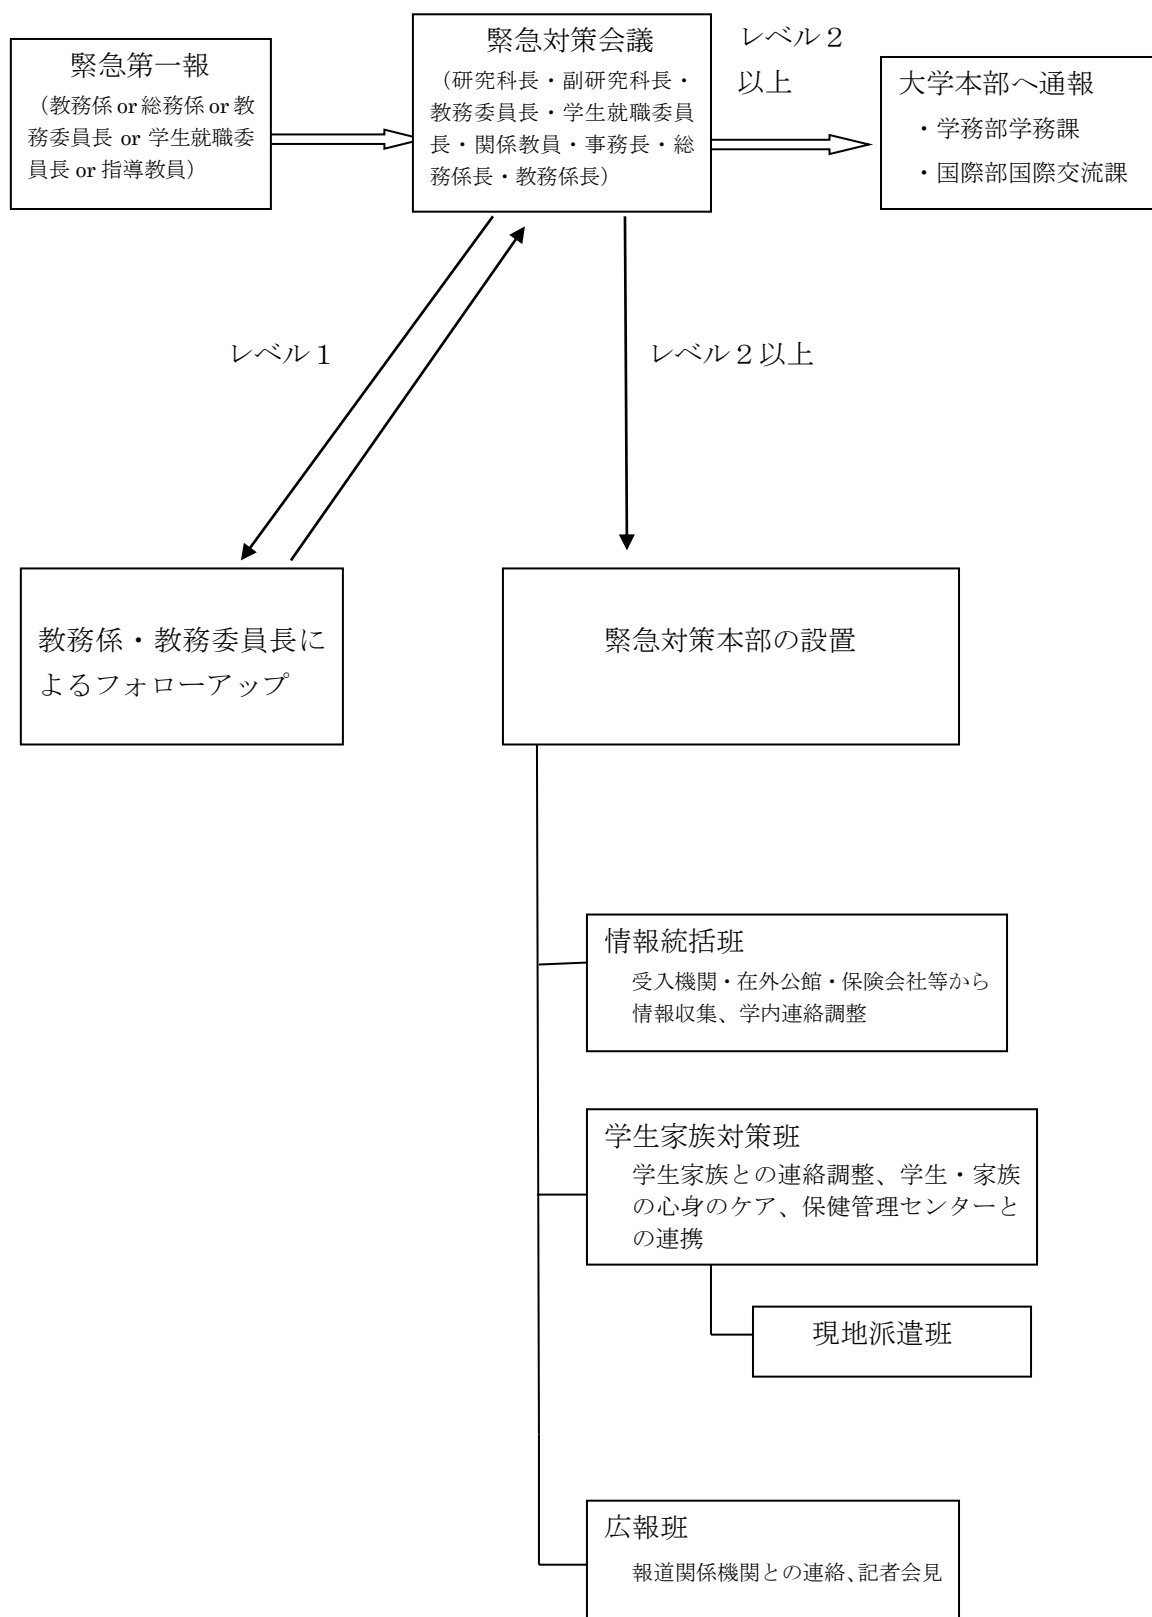 緊急第一報
（教務係 or 総務係 or 教
務委員長 or 学生就職委
員長 or 指導教員）
緊急対策会議
（研究科長・副研究科長・
教務委員長・学生就職委員
長・関係教員・事務長・総
務係長・教務係長）
レベル２
以上
大学本部へ通報
・学務部学務課
・国際部国際交流課
レベル１
レベル２以上
教務係・教務委員長に
よるフォローアップ
緊急対策本部の設置
情報統括班
受入機関・在外公館・保険会社等から
情報収集、学内連絡調整
学生家族対策班
学生家族との連絡調整、学生・家族
の心身のケア、保健管理センターと
の連携
現地派遣班
広報班
報道関係機関との連絡、記者会見